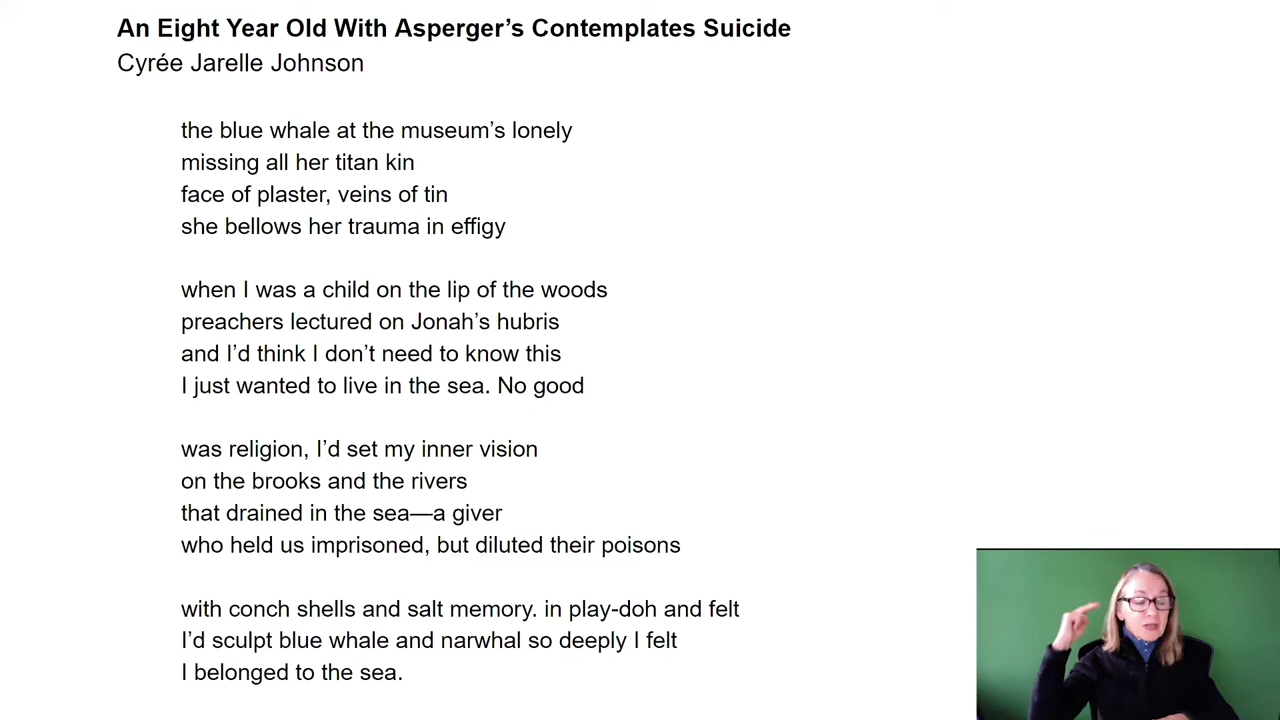 An Eight Year Old With Asperger’s Contemplates Suicide
Cyrée Jarelle Johnson
the blue whale at the museum’s lonely
missing all her titan kin
face of plaster, veins of tin
she bellows her trauma in effigy
when I was a child on the lip of the woods
preachers lectured on Jonah’s hubris
and I’d think I don’t need to know this
I just wanted to live in the sea. No good
was religion, I’d set my inner vision
on the brooks and the rivers
that drained in the sea—a giver
who held us imprisoned, but diluted their poisons
with conch shells and salt memory. in play-doh and felt
I’d sculpt blue whale and narwhal so deeply I felt
I belonged to the sea.